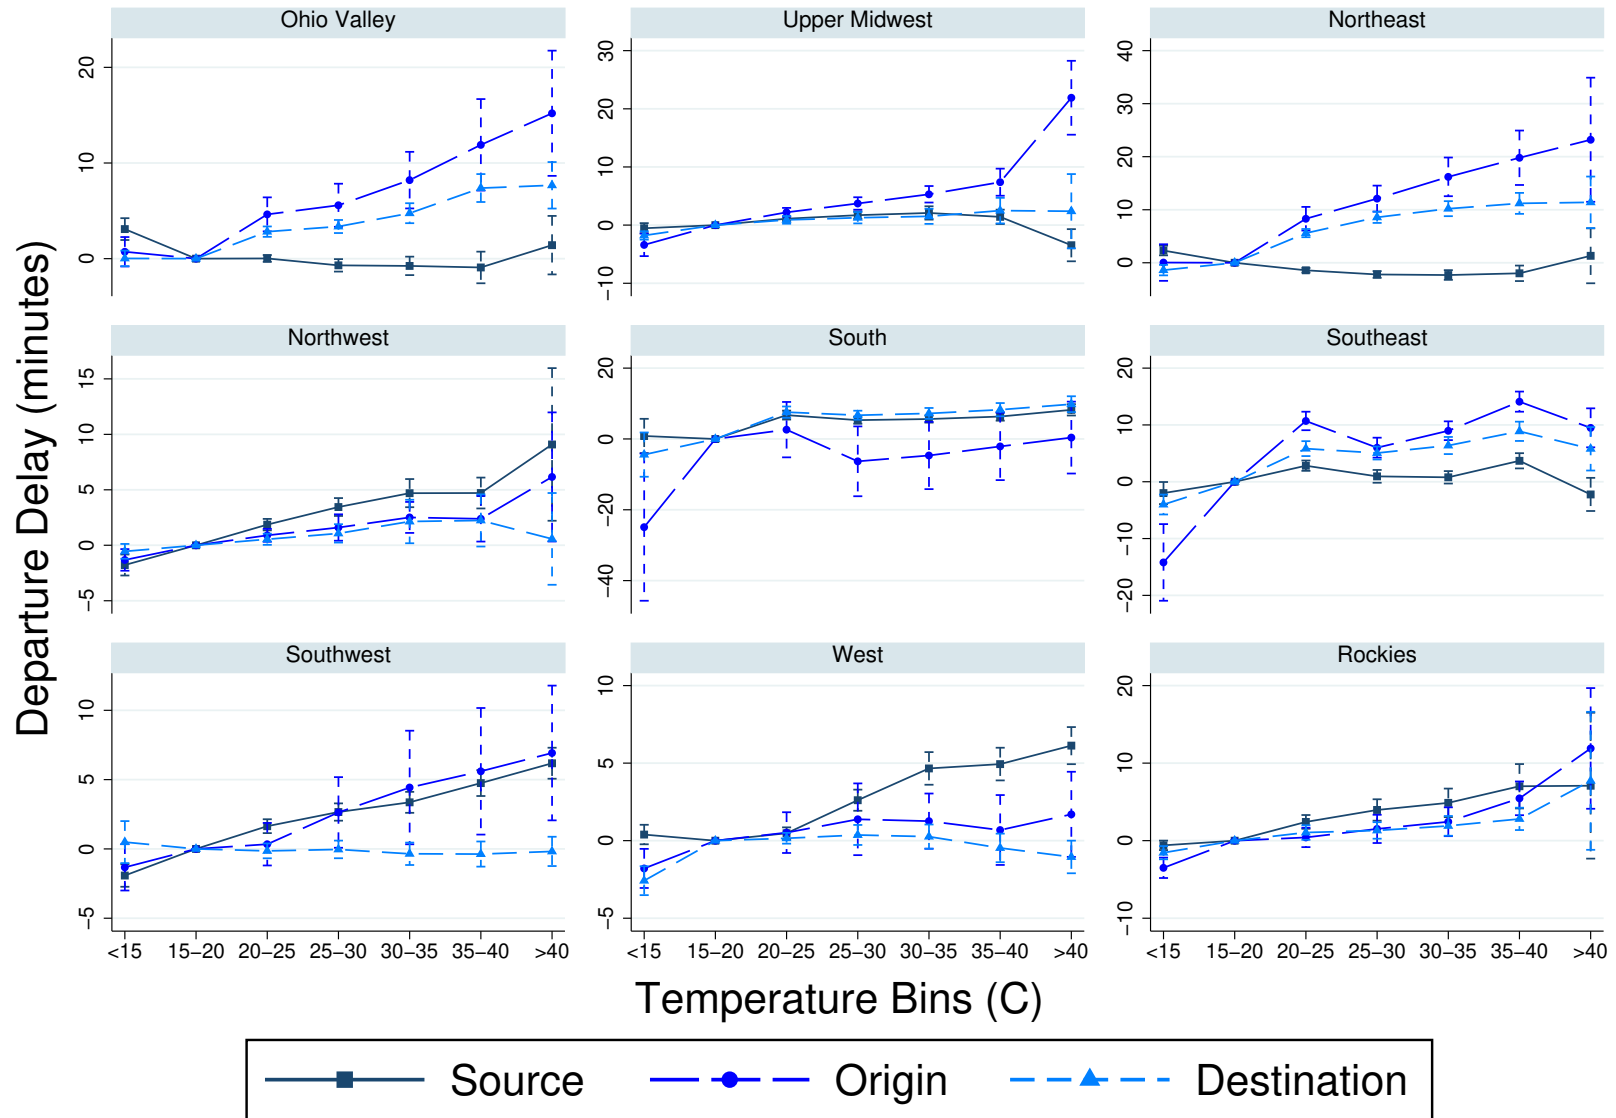 Departure Delay (minutes)
Ohio Valley
Upper Midwest
Northeast
20
10
0
30
20
10
0
−10
40
30
20
10
0
Northwest
South
Southeast
15
10
5
0
−5
20
0
−20
−40
20
10
0
−10
−20
Southwest
West
Rockies
10
5
0
−5
10
5
0
−5
20
10
0
−10
<15 15−20 20−25 25−30 30−35 35−40 >40
<15 15−20 20−25 25−30 30−35 35−40 >40
<15 15−20 20−25 25−30 30−35 35−40 >40
Temperature Bins (C)
Source Origin Destination